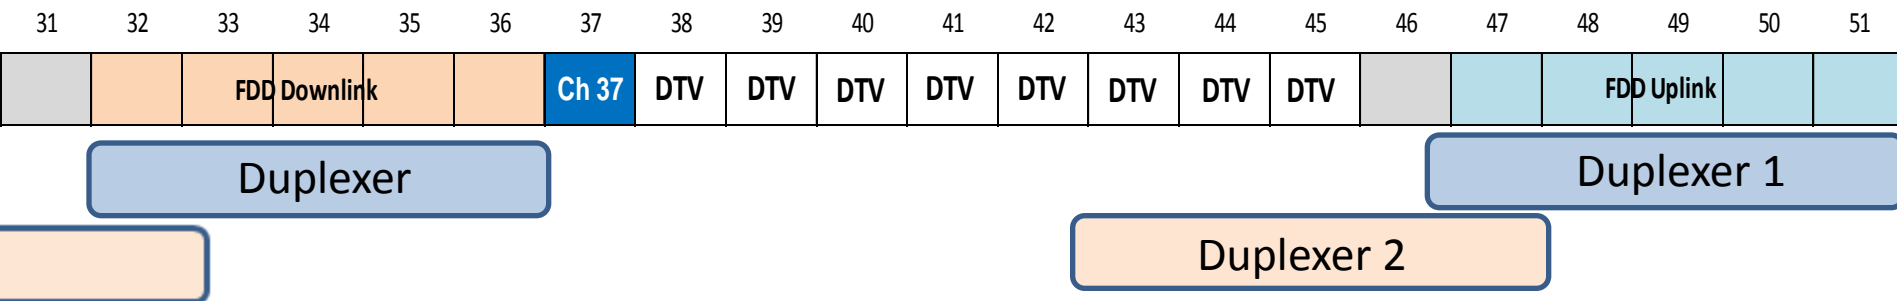 31 32 33 34 35 36 37 38 39 40 41 42 43 44 45 46 47 48 49 50 51
FDD Downlink Ch 37 DTV DTV DTV DTV DTV DTV DTV DTV FDD Uplink
Duplexer Duplexer 1
Duplexer 2